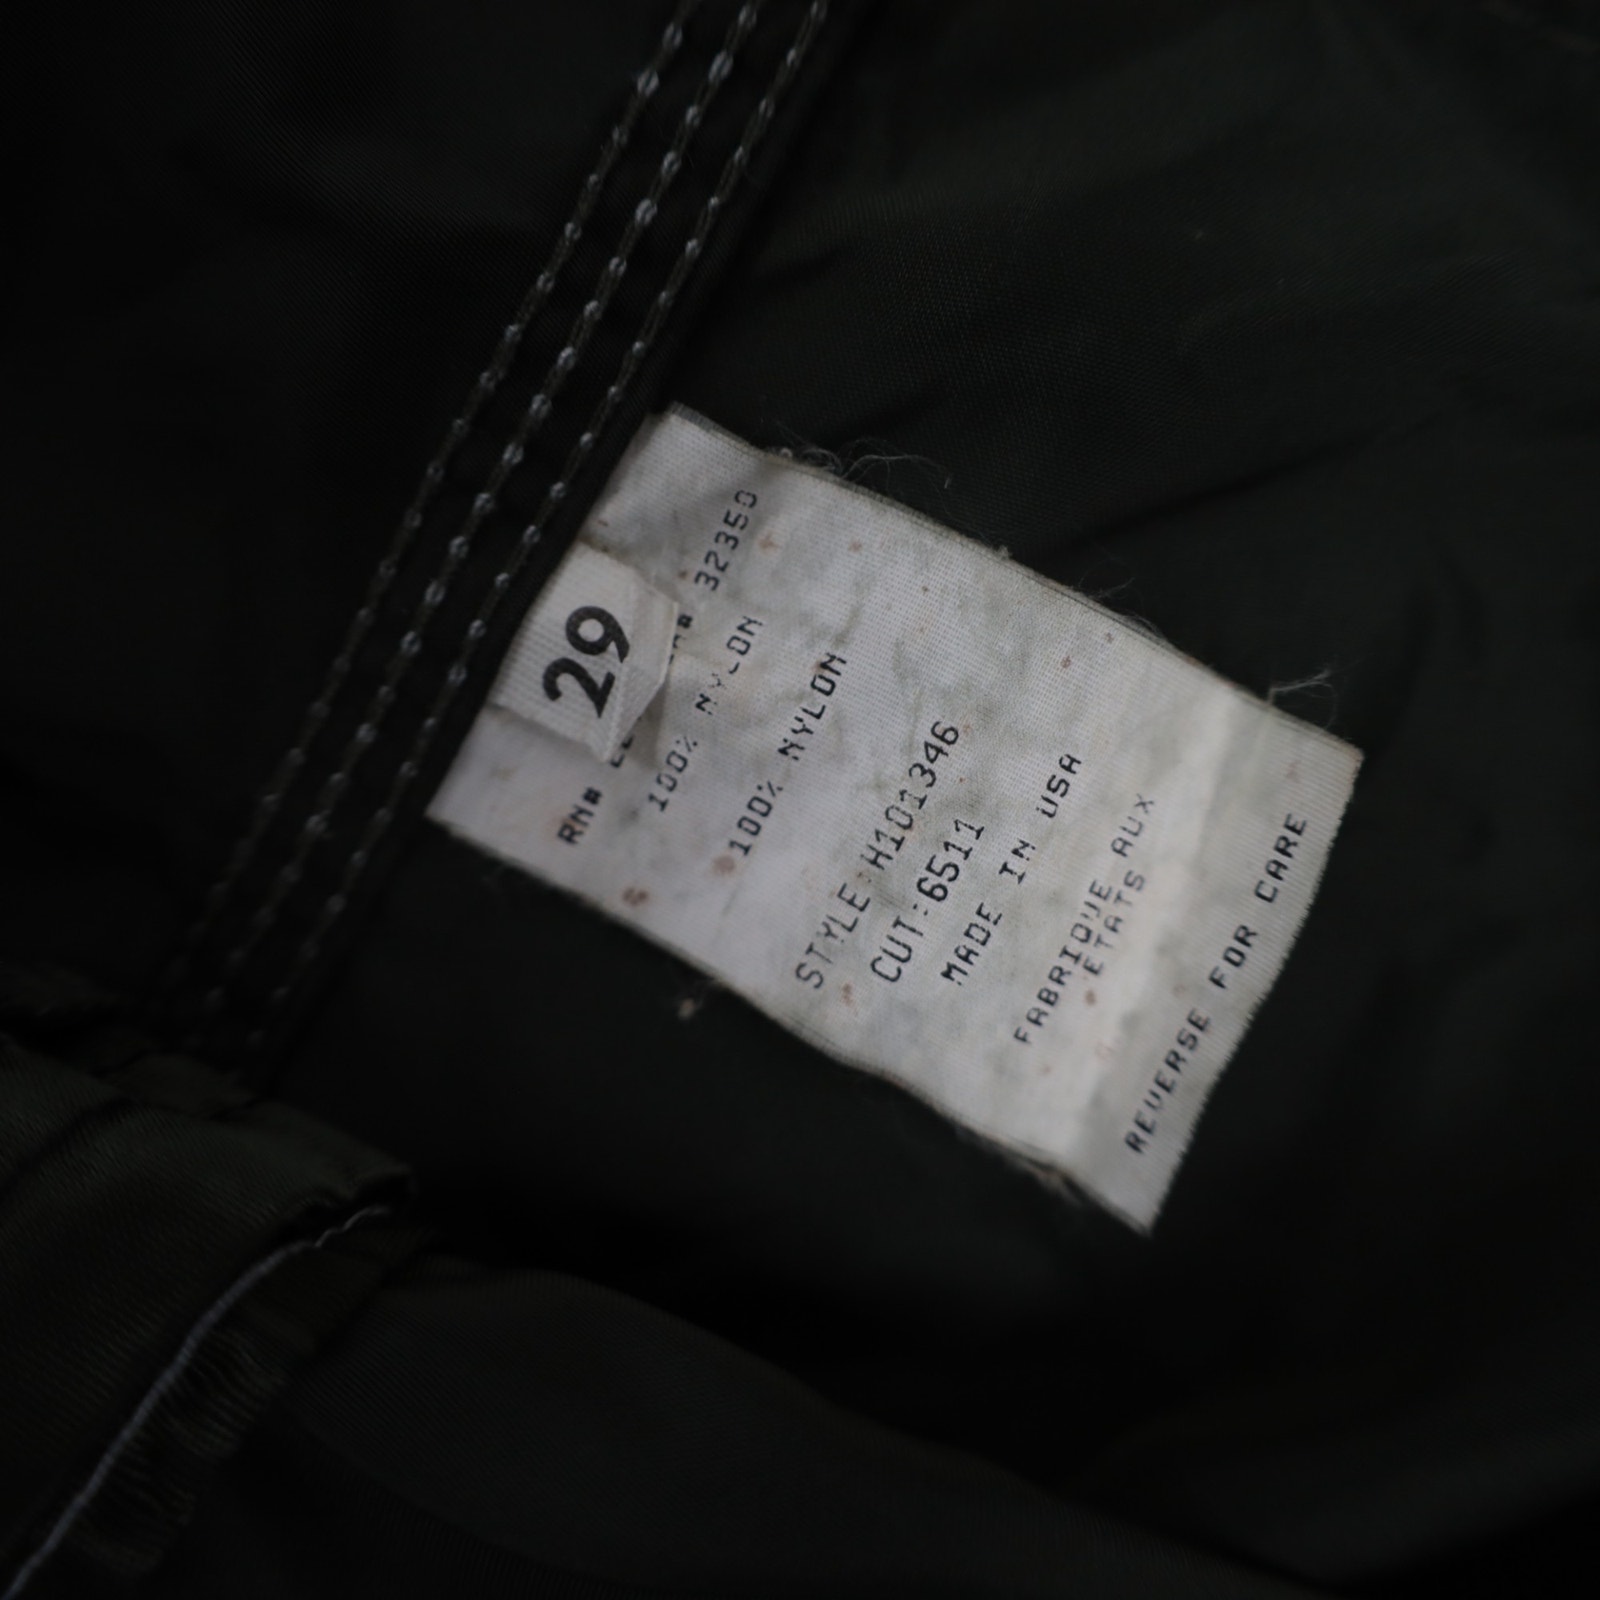 29
RN#
32350
100% NYLON
100% NYLON
STYLE:H101346
CUT:6511
MADE IN USA
FABRIQUE AUX
ETATS
REVERSE FOR CARE